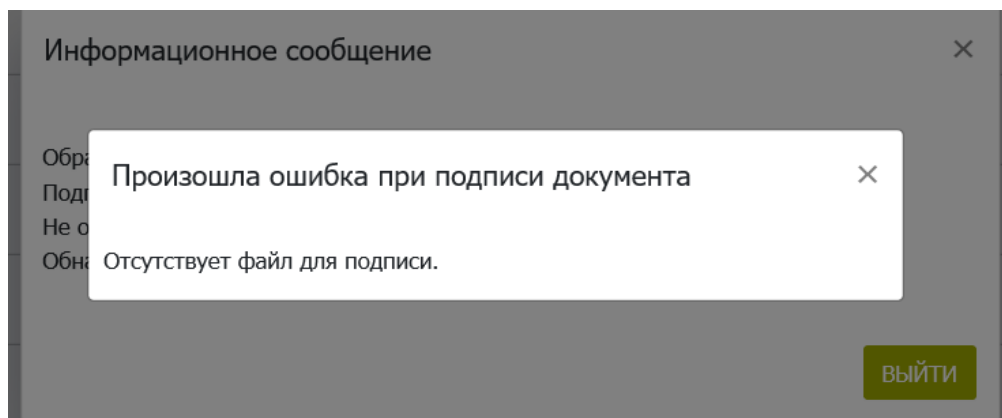 Информационное сообщение
Произошла ошибка при подписи документа
Отсутствует файл для подписи.
ВЫЙТИ